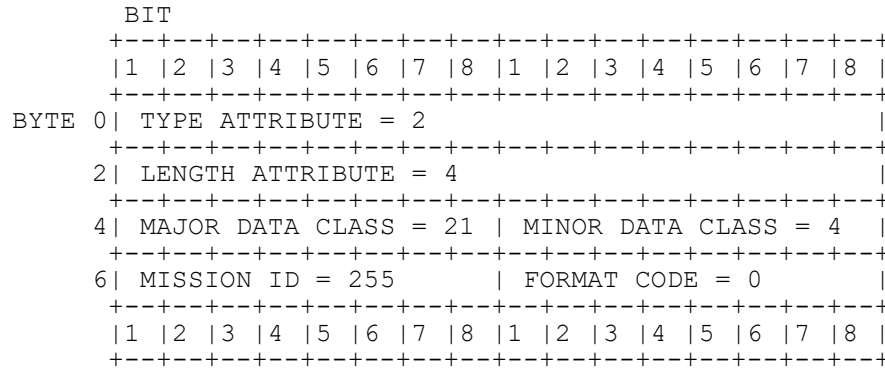 BIT
+--+--+--+--+--+--+--+--+--+--+--+--+--+--+--+--+
|1 |2 |3 |4 |5 |6 |7 |8 |1 |2 |3 |4 |5 |6 |7 |8 |
+--+--+--+--+--+--+--+--+--+--+--+--+--+--+--+--+
BYTE 0| TYPE ATTRIBUTE = 2 |
+--+--+--+--+--+--+--+--+--+--+--+--+--+--+--+--+
2| LENGTH ATTRIBUTE = 4 |
+--+--+--+--+--+--+--+--+--+--+--+--+--+--+--+--+
4| MAJOR DATA CLASS = 21 | MINOR DATA CLASS = 4 |
+--+--+--+--+--+--+--+--+--+--+--+--+--+--+--+--+
6| MISSION ID = 255 | FORMAT CODE = 0 |
+--+--+--+--+--+--+--+--+--+--+--+--+--+--+--+--+
|1 |2 |3 |4 |5 |6 |7 |8 |1 |2 |3 |4 |5 |6 |7 |8 |
+--+--+--+--+--+--+--+--+--+--+--+--+--+--+--+--+